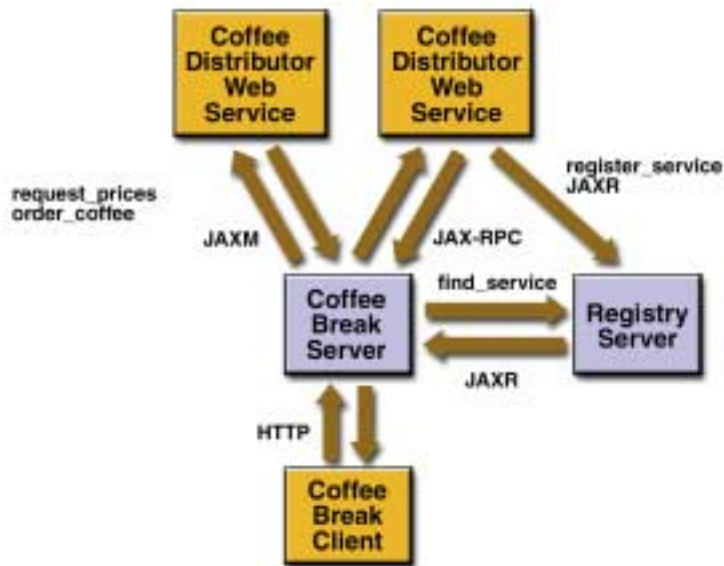 Coffee
Distributor
Web
Service
Coffee
Distributor
Web
Service
request_prices
order_coffee
JAXM
JAX-RPC
register_service
JAXR
find_service
Coffee
Break
Server
Registry
Server
JAXR
HTTP
Coffee
Break
Client